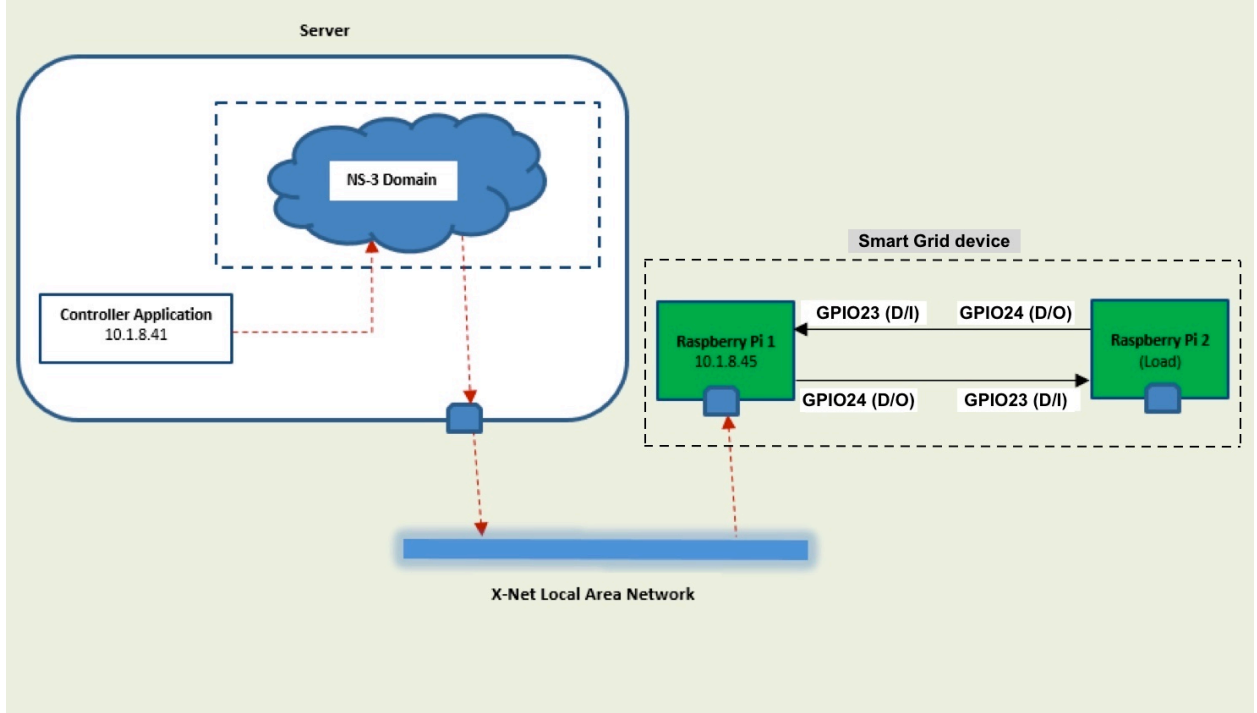 Server
NS-3 Domain
Controller Application
10.1.8.41
Smart Grid device
GPIO23 (D/I)
GPIO24 (D/O)
Raspberry Pi 1
10.1.8.45
Raspberry Pi 2
(Load)
GPIO24 (D/O)
GPIO23 (D/I)
X-Net Local Area Network